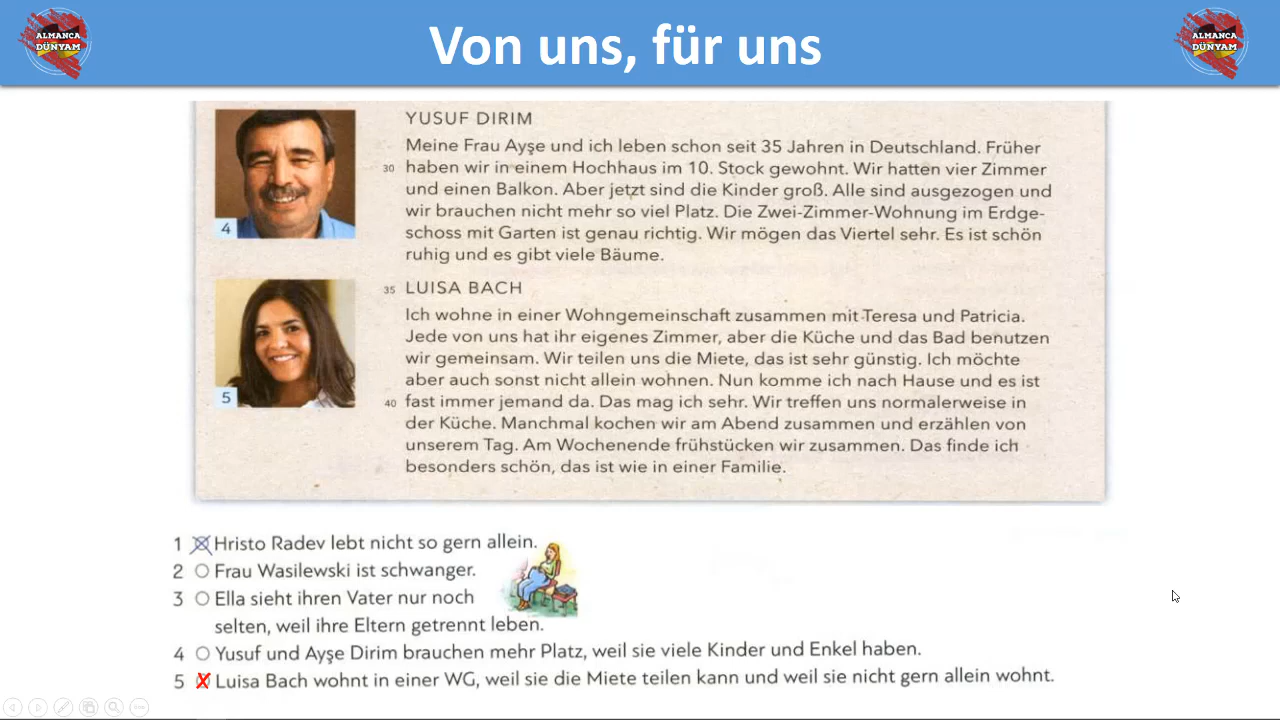 ALMANCA
DÜNYAM
Von uns, für uns
ALMANCA
DÜNYAM
YUSUF DIRIM
Meine Frau Ayşe und ich leben schon seit 35 Jahren in Deutschland. Früher
30 haben wir in einem Hochhaus im 10. Stock gewohnt. Wir hatten vier Zimmer
und einen Balkon. Aber jetzt sind die Kinder groß. Alle sind ausgezogen und
wir brauchen nicht mehr so viel Platz. Die Zwei-Zimmer-Wohnung im Erdge-
schoss mit Garten ist genau richtig. Wir mögen das Viertel sehr. Es ist schön
ruhig und es gibt viele Bäume.
4
35 LUISA BACH
Ich wohne in einer Wohngemeinschaft zusammen mit Teresa und Patricia.
Jede von uns hat ihr eigenes Zimmer, aber die Küche und das Bad benutzen
wir gemeinsam. Wir teilen uns die Miete, das ist sehr günstig. Ich möchte
aber auch sonst nicht allein wohnen. Nun komme ich nach Hause und es ist
40 fast immer jemand da. Das mag ich sehr. Wir treffen uns normalerweise in
der Küche. Manchmal kochen wir am Abend zusammen und erzählen von
unserem Tag. Am Wochenende frühstücken wir zusammen. Das finde ich
besonders schön, das ist wie in einer Familie.
5
1 Hristo Radev lebt nicht so gern allein.
2 Frau Wasilewski ist schwanger.
3 Ella sieht ihren Vater nur noch
selten, weil ihre Eltern getrennt leben.
4 Yusuf und Ayşe Dirim brauchen mehr Platz, weil sie viele Kinder und Enkel haben.
5 Luisa Bach wohnt in einer WG, weil sie die Miete teilen kann und weil sie nicht gern allein wohnt.